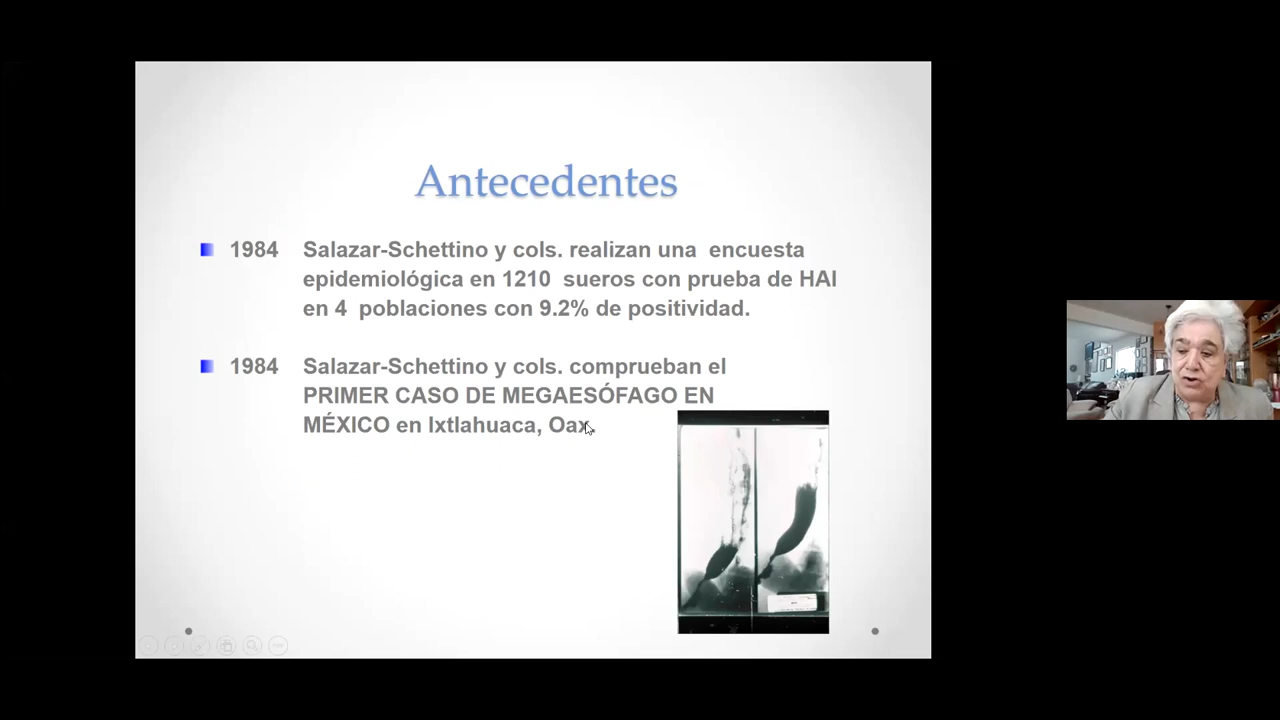 Antecedentes
1984 Salazar-Schettino y cols. realizan una encuesta
epidemiológica en 1210 sueros con prueba de HAI
en 4 poblaciones con 9.2% de positividad.
1984 Salazar-Schettino y cols. comprueban el
PRIMER CASO DE MEGAESÓFAGO EN
MÉXICO en Ixtlahuaca, Oax.